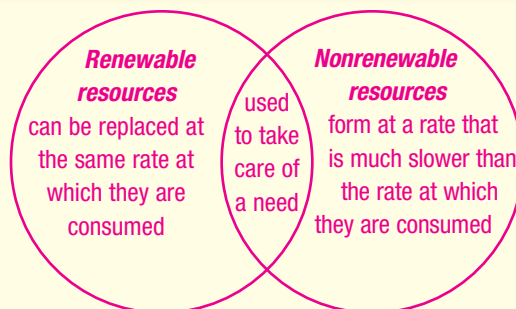 Renewable
resources
can be replaced at
the same rate at
which they are
consumed
used
to take
care of
a need
Nonrenewable
resources
form at a rate that
is much slower than
the rate at which
they are consumed